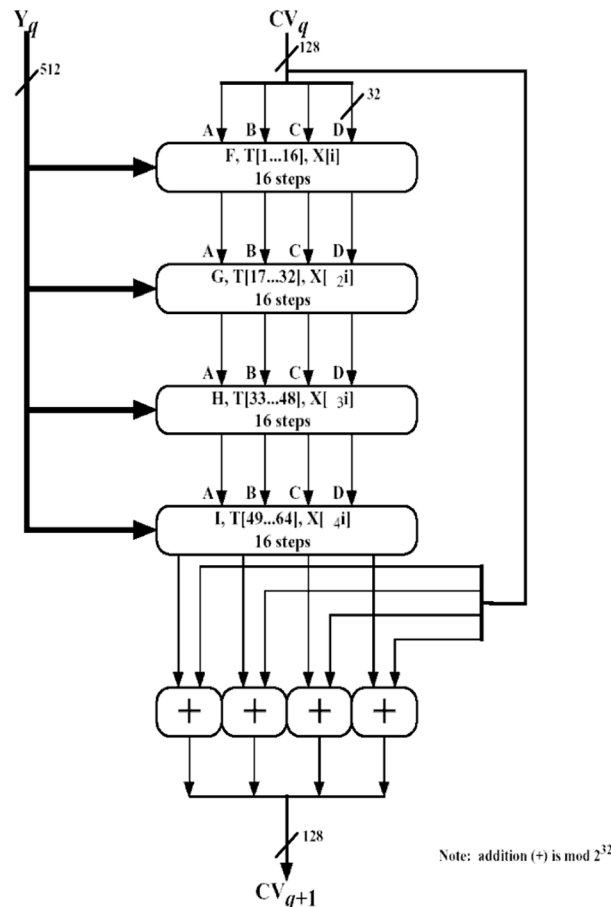 Yq CVq
128
512
32
A B C D
F, T[1...16], X[i]
16 steps
A B C D
G, T[17...32], X[ 2i]
16 steps
A B C D
H, T[33...48], X[ 3i]
16 steps
A B C D
I, T[49...64], X[ 4i]
16 steps
+ + + +
128
Note: addition (+) is mod 2^32
CVq+1